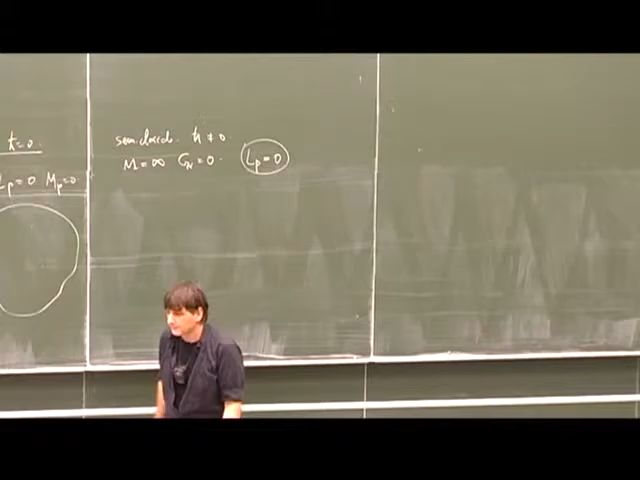 ħ=0.
L_p=0 M_p=0.
semiclassical. ħ≠0.
M=∞ G_N=0. L_p=0